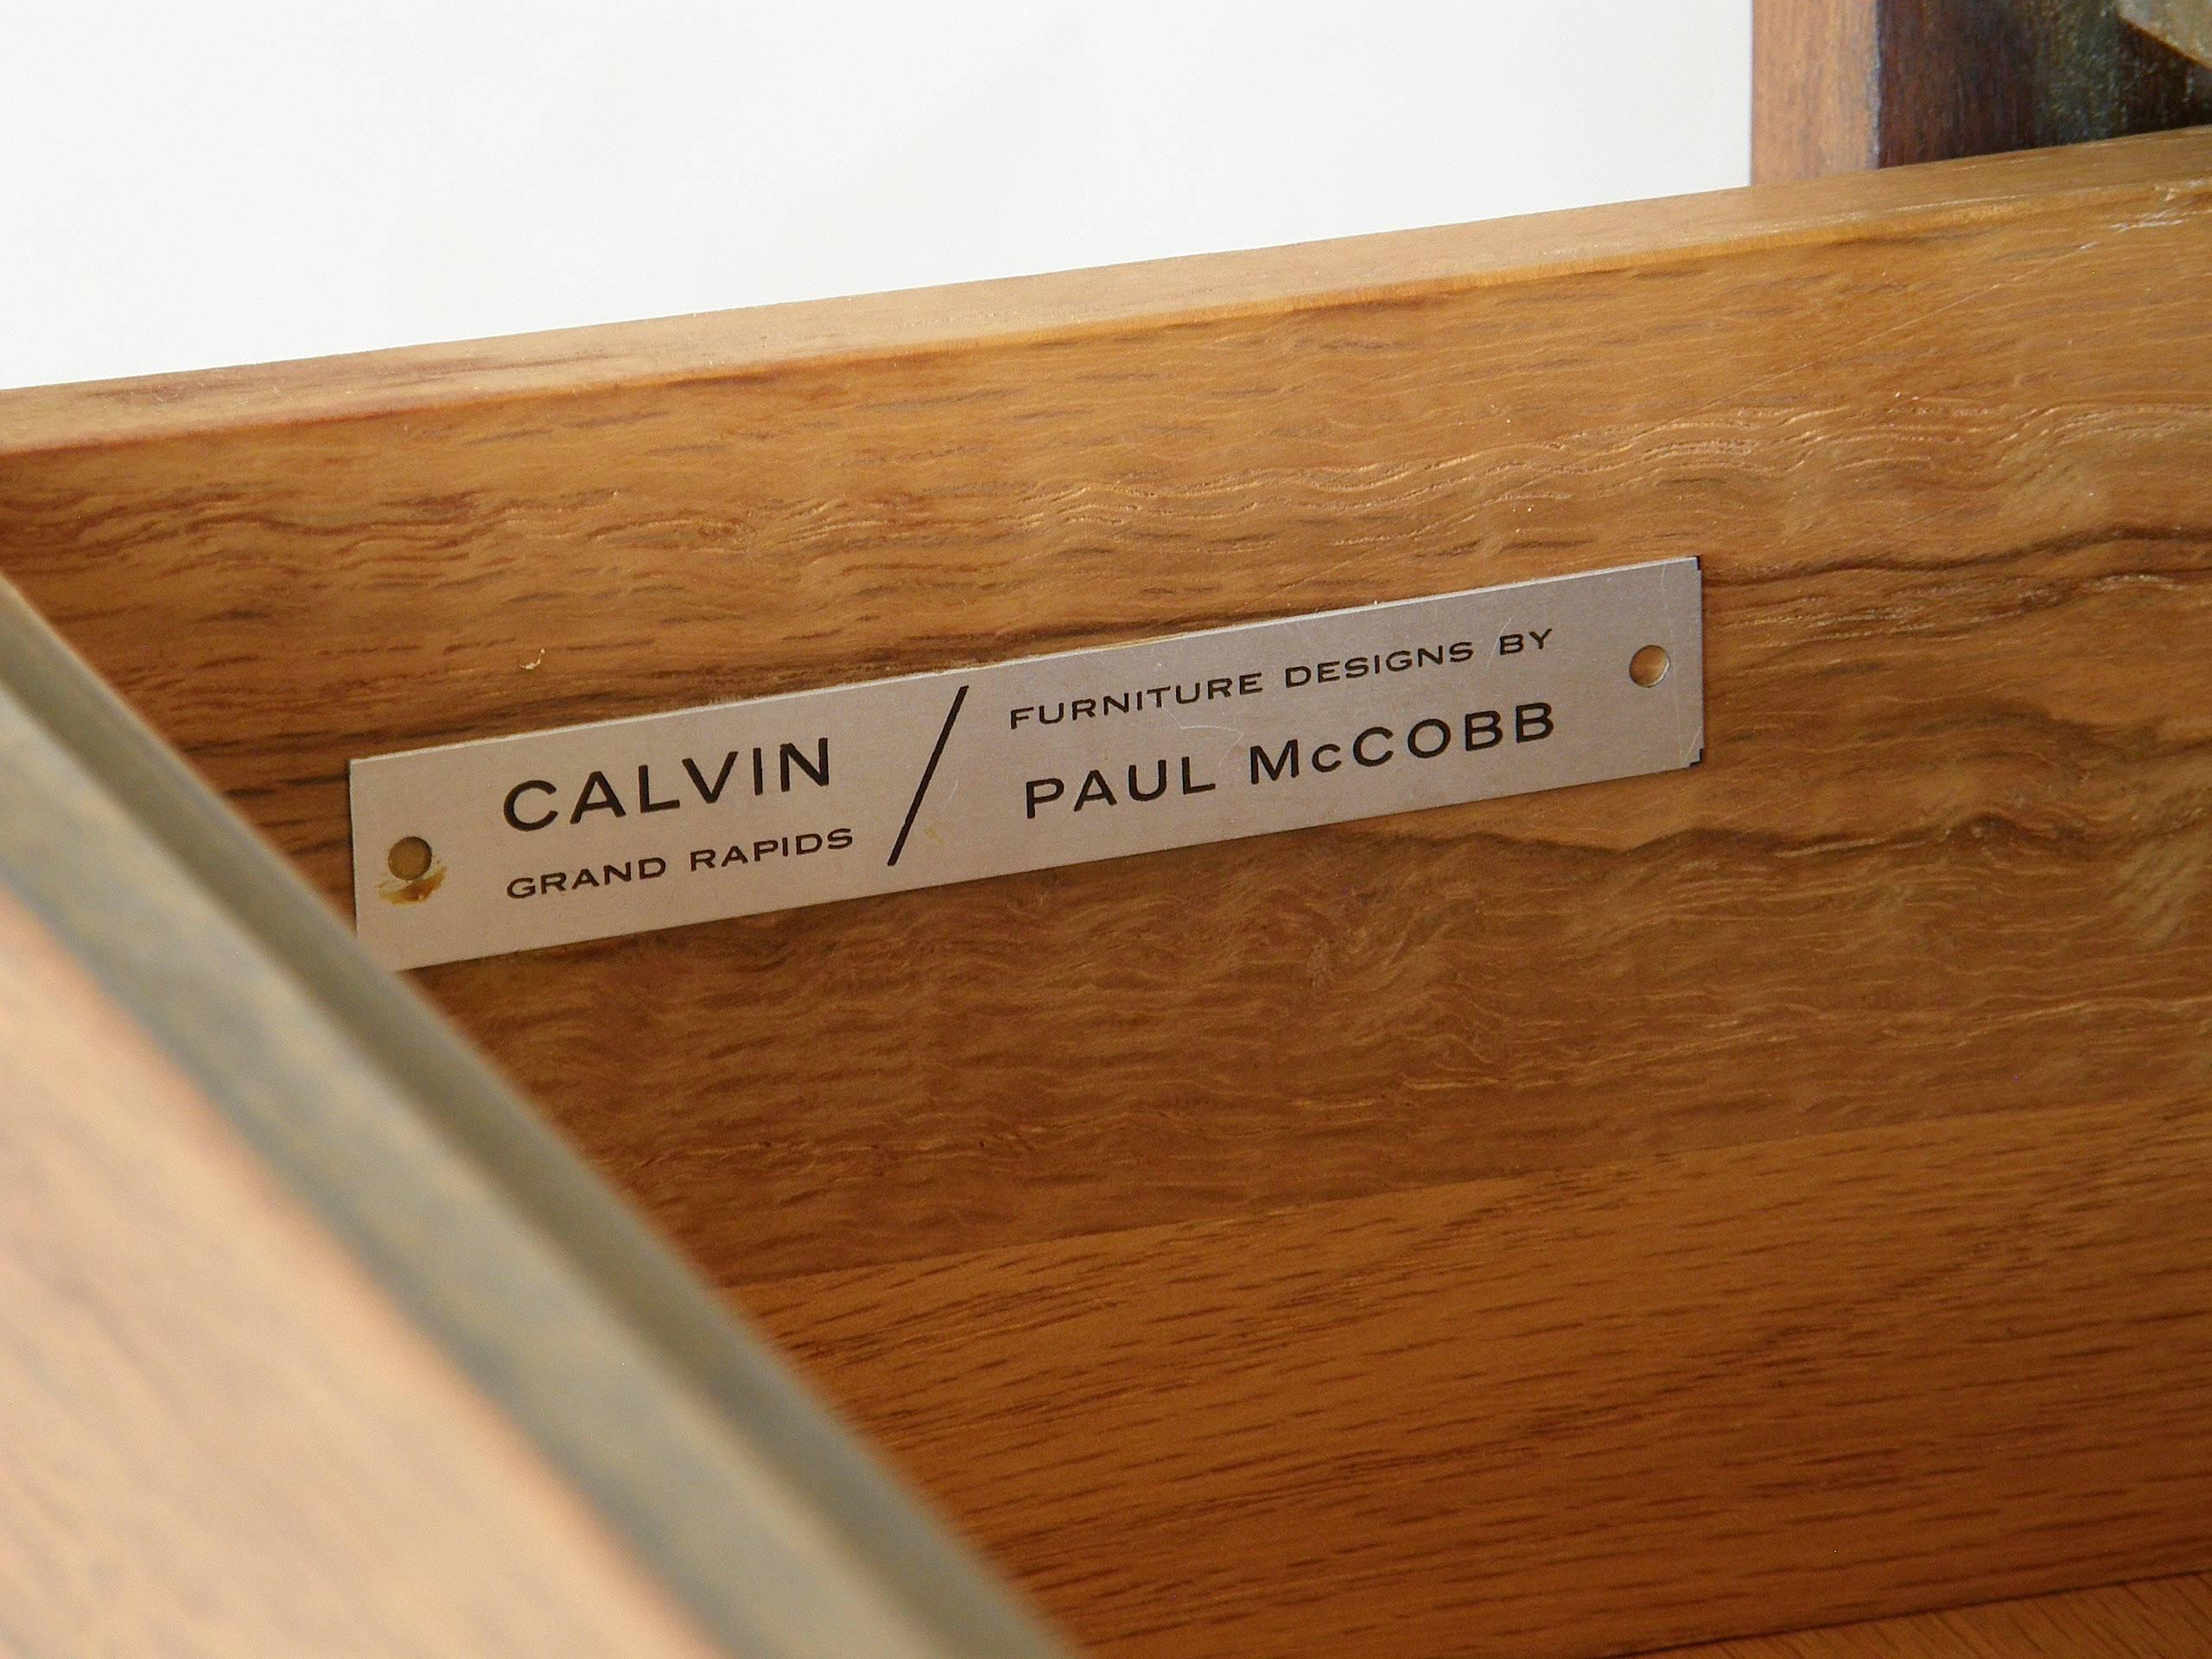 CALVIN
GRAND RAPIDS
/
FURNITURE DESIGNS BY
PAUL McCOBB